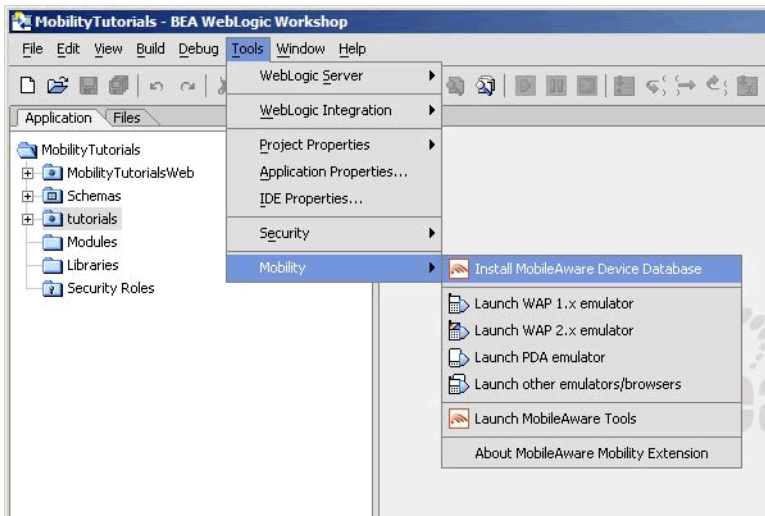 MobilityTutorials - BEA WebLogic Workshop
File Edit View Build Debug Tools Window Help
WebLogic Server
WebLogic Integration
Project Properties
Application Properties...
IDE Properties...
Security
Mobility
Application Files
MobilityTutorials
MobilityTutorialsWeb
Schemas
tutorials
Modules
Libraries
Security Roles
Install MobileAware Device Database
Launch WAP 1.x emulator
Launch WAP 2.x emulator
Launch PDA emulator
Launch other emulators/browsers
Launch MobileAware Tools
About MobileAware Mobility Extension